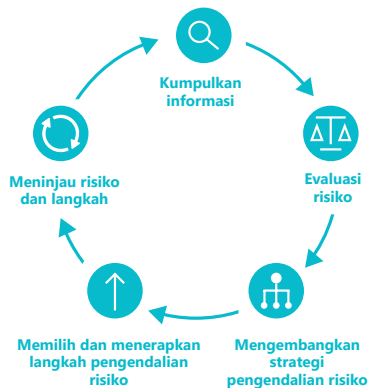 Kumpulkan
informasi
Evaluasi
risiko
Mengembangkan
strategi
pengendalian risiko
Memilih dan menerapkan
langkah pengendalian
risiko
Meninjau risiko
dan langkah